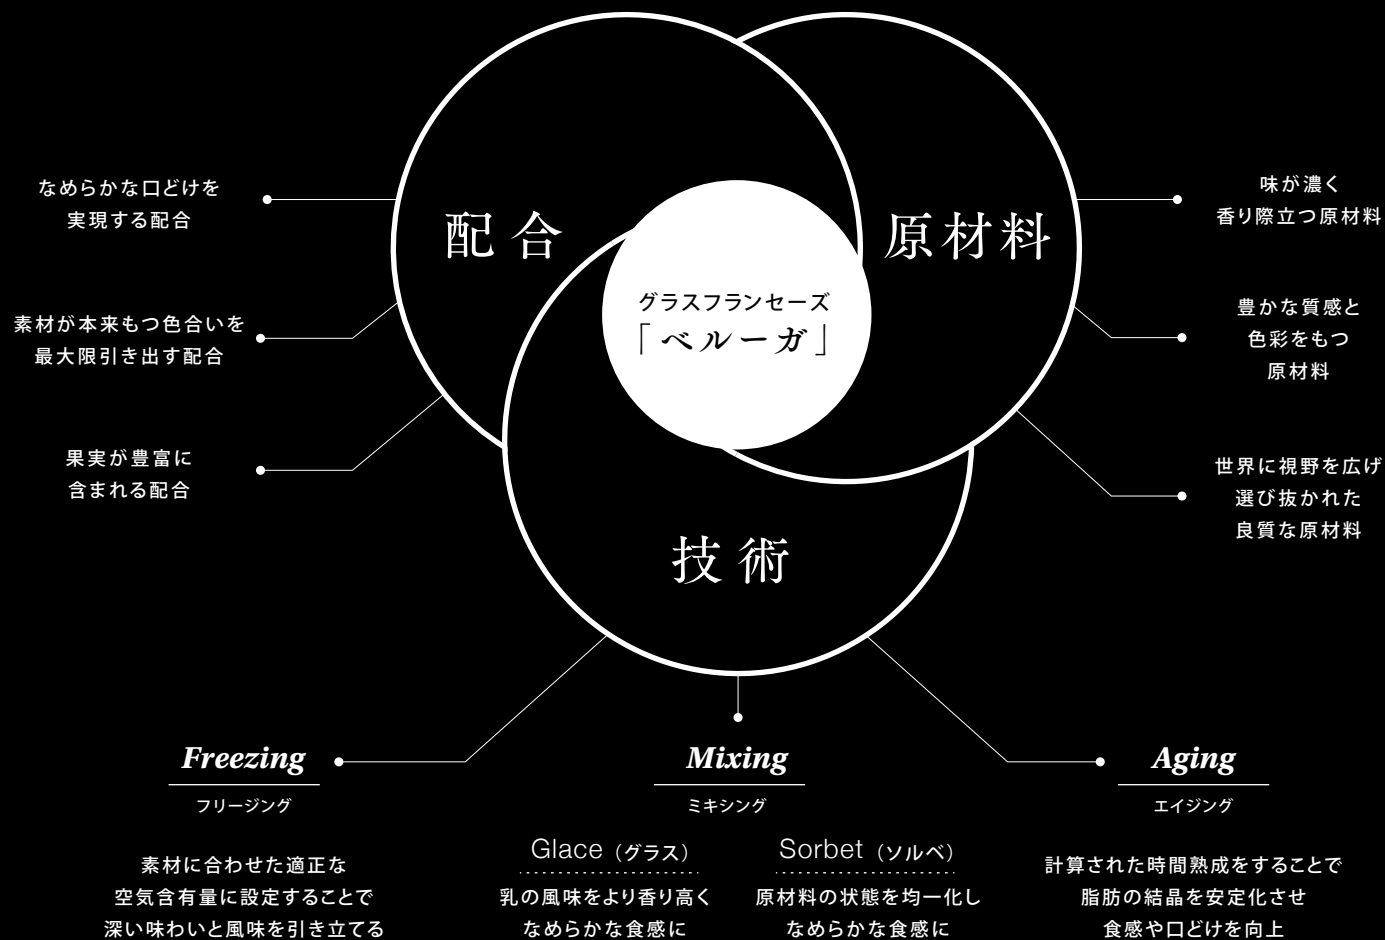 なめらかな口どけを
実現する配合
素材が本来もつ色合いを
最大限引き出す配合
果実が豊富に
含まれる配合
配合
原材料
グラスフランセーズ
「ベルーガ」
技術
味が濃く
香り際立つ原材料
豊かな質感と
色彩をもつ
原材料
世界に視野を広げ
選び抜かれた
良質な原材料
Freezing
フリージング
素材に合わせた適正な
空気含有量に設定することで
深い味わいと風味を引き立てる
Mixing
ミキシング
Glace（グラス）
乳の風味をより香り高く
なめらかな食感に
Sorbet（ソルベ）
原材料の状態を均一化し
なめらかな食感に
Aging
エイジング
計算された時間熟成をすることで
脂肪の結晶を安定化させ
食感や口どけを向上